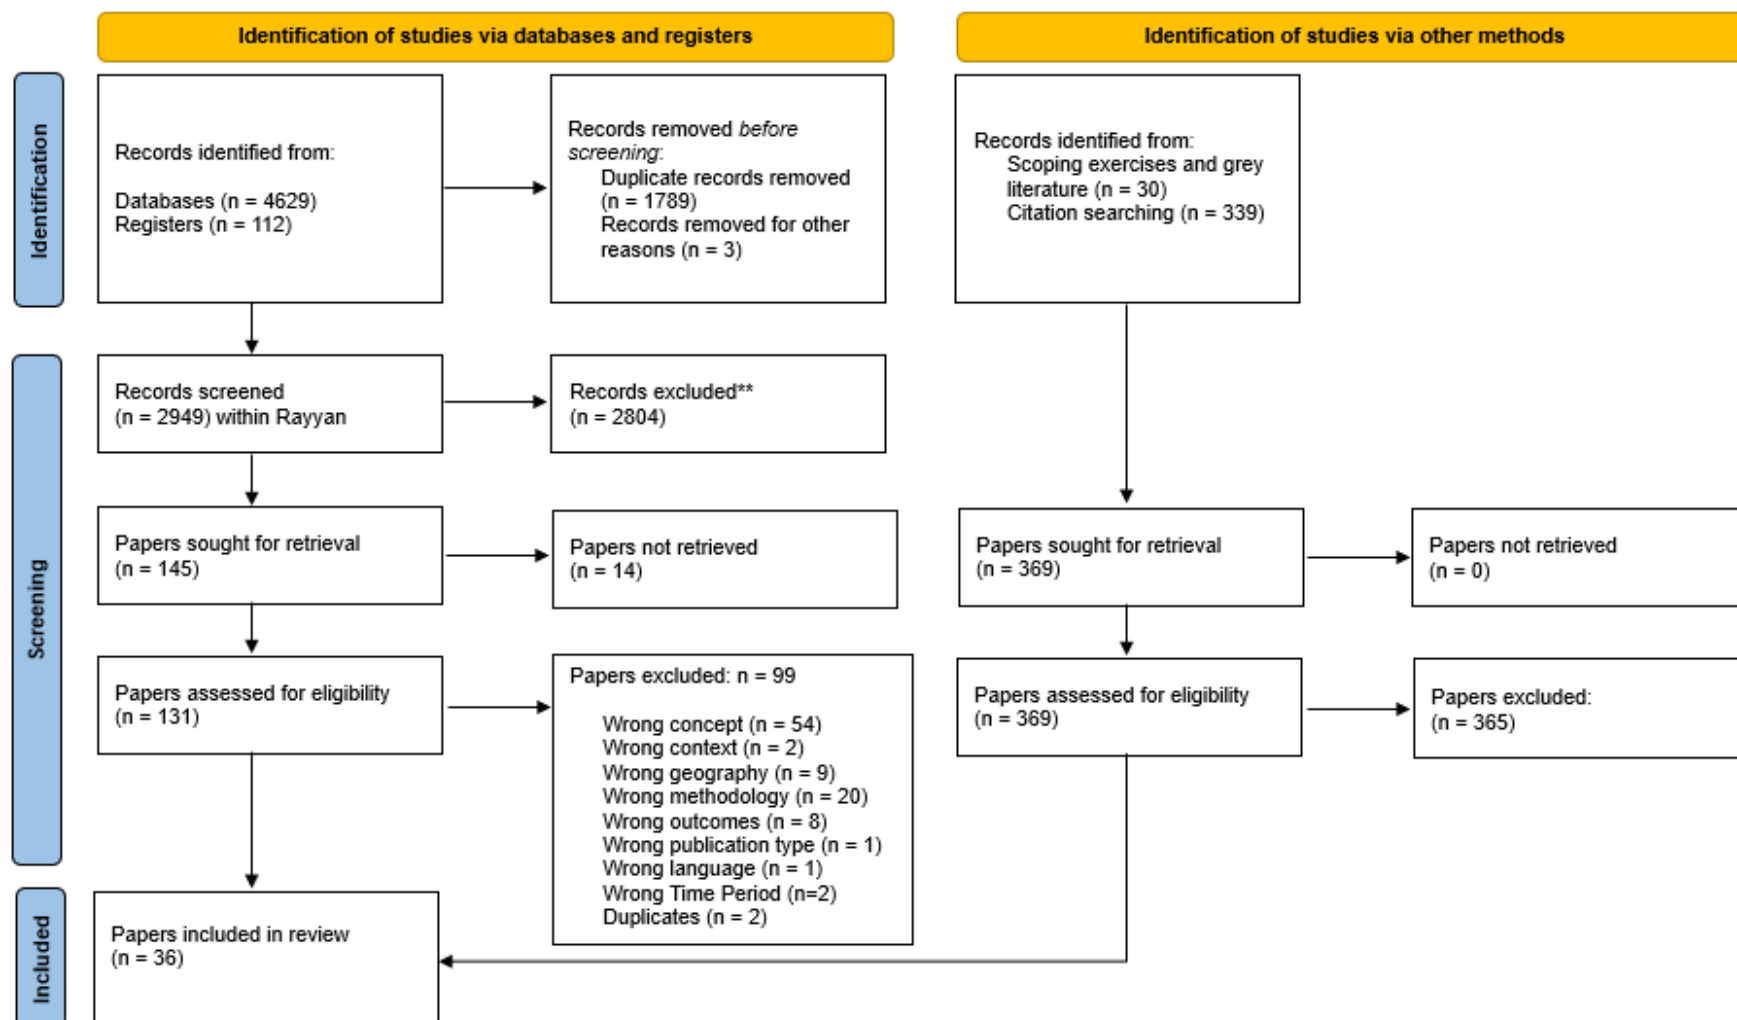 Identification of studies via databases and registers
Identification of studies via other methods
Identification
Records identified from:
Databases (n = 4629)
Registers (n = 112)
Records removed before
screening:
Duplicate records removed
(n = 1789)
Records removed for other
reasons (n = 3)
Records identified from:
Scoping exercises and grey
literature (n = 30)
Citation searching (n = 339)
Screening
Records screened
(n = 2949) within Rayyan
Records excluded**
(n = 2804)
Papers sought for retrieval
(n = 145)
Papers not retrieved
(n = 14)
Papers sought for retrieval
(n = 369)
Papers not retrieved
(n = 0)
Papers assessed for eligibility
(n = 131)
Papers excluded: n = 99
Wrong concept (n = 54)
Wrong context (n = 2)
Wrong geography (n = 9)
Wrong methodology (n = 20)
Wrong outcomes (n = 8)
Wrong publication type (n = 1)
Wrong language (n = 1)
Wrong Time Period (n=2)
Duplicates (n = 2)
Papers assessed for eligibility
(n = 369)
Papers excluded:
(n = 365)
Included
Papers included in review
(n = 36)